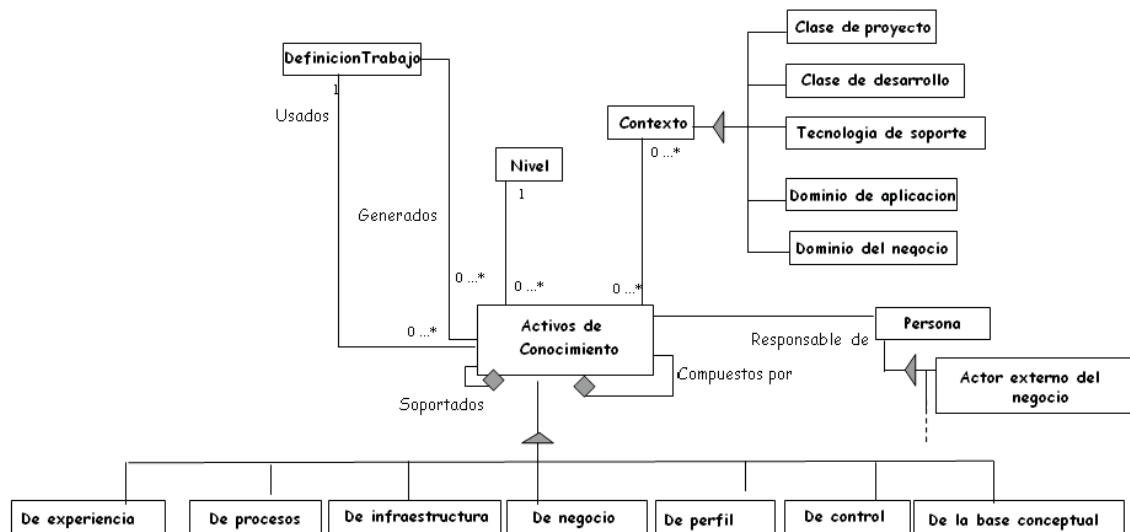 Clase de proyecto
DefinicionTrabajo
Clase de desarrollo
1
Usados
Contexto
Tecnologia de soporte
0 ...*
Nivel
1
Dominio de aplicacion
Generados
Dominio del negocio
0 ...*
0 ...*
0 ...*
0 ...*
Activos de
Conocimiento
Persona
Responsable de
Compuestos por
Actor externo del
negocio
Soportados
De experiencia
De procesos
De infraestructura
De negocio
De perfil
De control
De la base conceptual